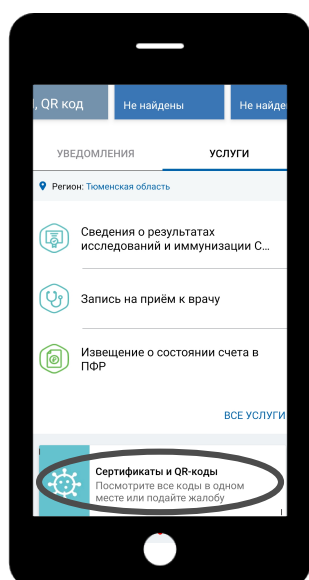 , QR код
Не найдены
Не найде
УВЕДОМЛЕНИЯ
УСЛУГИ
Регион: Тюменская область
Сведения о результатах
исследований и иммунизации С...
Запись на приём к врачу
Извещение о состоянии счета в
ПФР
ВСЕ УСЛУГИ
Сертификаты и QR-коды
Посмотрите все коды в одном
месте или подайте жалобу